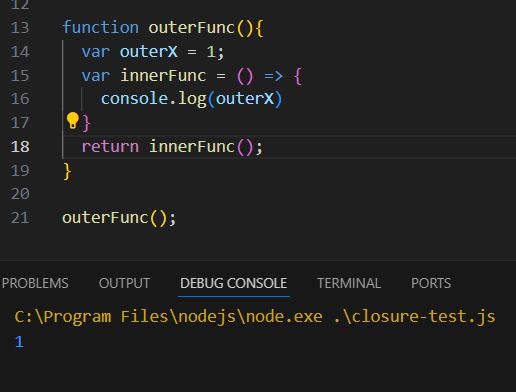 12
13 function outerFunc(){
14   var outerX = 1;
15   var innerFunc = () => {
16     console.log(outerX)
17   }
18   return innerFunc();
19 }
20
21 outerFunc();
PROBLEMS OUTPUT DEBUG CONSOLE TERMINAL PORTS
C:\Program Files\nodejs\node.exe .\closure-test.js
1